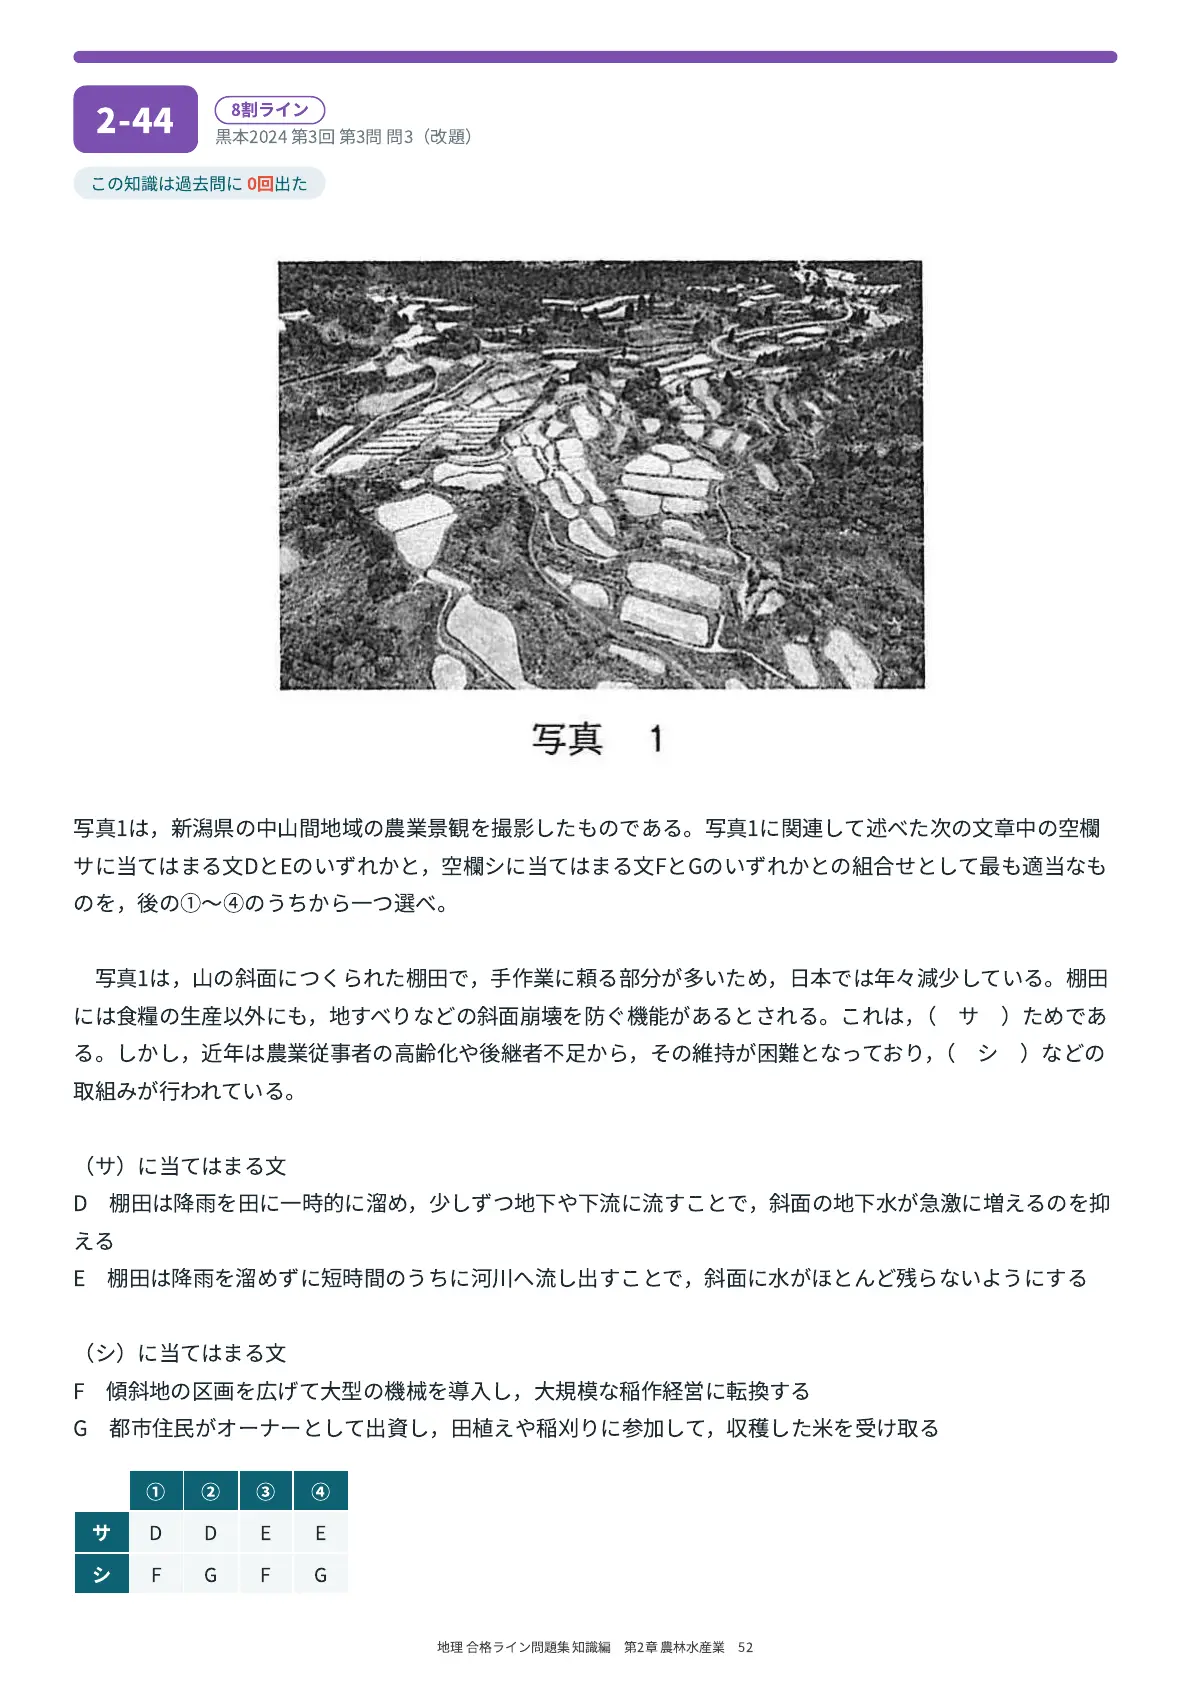 2-44
8割ライン
黒本2024 第3回 第3問 問3（改題）
この知識は過去問に 0回出た
写真　1
写真1は，新潟県の中山間地域の農業景観を撮影したものである。写真1に関連して述べた次の文章中の空欄
サに当てはまる文DとEのいずれかと，空欄シに当てはまる文FとGのいずれかとの組合せとして最も適当なも
のを，後の①～④のうちから一つ選べ。
　写真1は，山の斜面につくられた棚田で，手作業に頼る部分が多いため，日本では年々減少している。棚田
には食糧の生産以外にも，地すべりなどの斜面崩壊を防ぐ機能があるとされる。これは，（　サ　）ためであ
る。しかし，近年は農業従事者の高齢化や後継者不足から，その維持が困難となっており，（　シ　）などの
取組みが行われている。
（サ）に当てはまる文
D　棚田は降雨を田に一時的に溜め，少しずつ地下や下流に流すことで，斜面の地下水が急激に増えるのを抑
える
E　棚田は降雨を溜めずに短時間のうちに河川へ流し出すことで，斜面に水がほとんど残らないようにする
（シ）に当てはまる文
F　傾斜地の区画を広げて大型の機械を導入し，大規模な稲作経営に転換する
G　都市住民がオーナーとして出資し，田植えや稲刈りに参加して，収穫した米を受け取る
① ② ③ ④
サ D D E E
シ F G F G
地理 合格ライン問題集 知識編　第2章 農林水産業　52